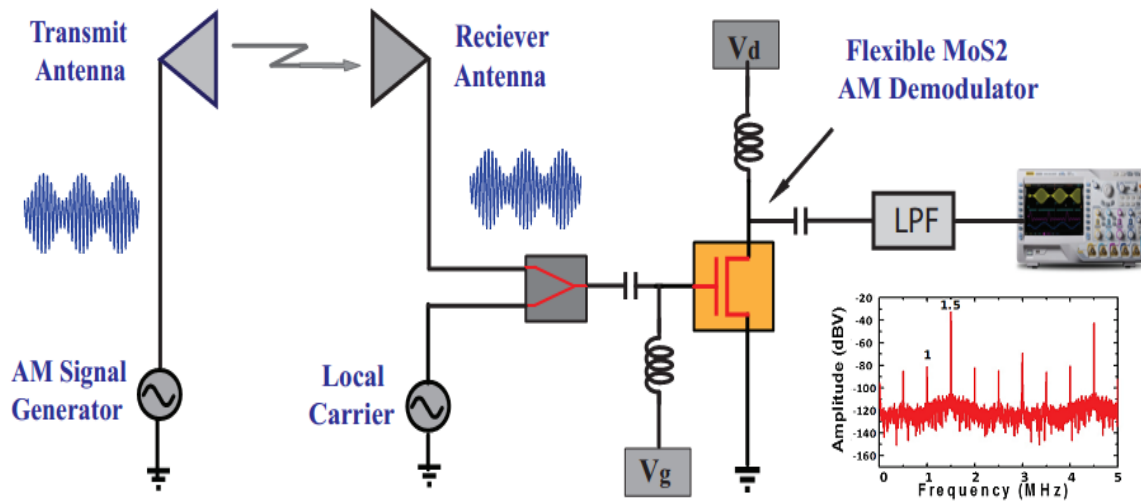 Transmit
Antenna
Reciever
Antenna
Vd
Flexible MoS2
AM Demodulator
LPF
AM Signal
Generator
Local
Carrier
Vg
Amplitude (dBV)
-20
-40
-60
-80
-100
-120
-140
-160
1.5
1
0
1
2
3
4
5
Frequency (MHz)